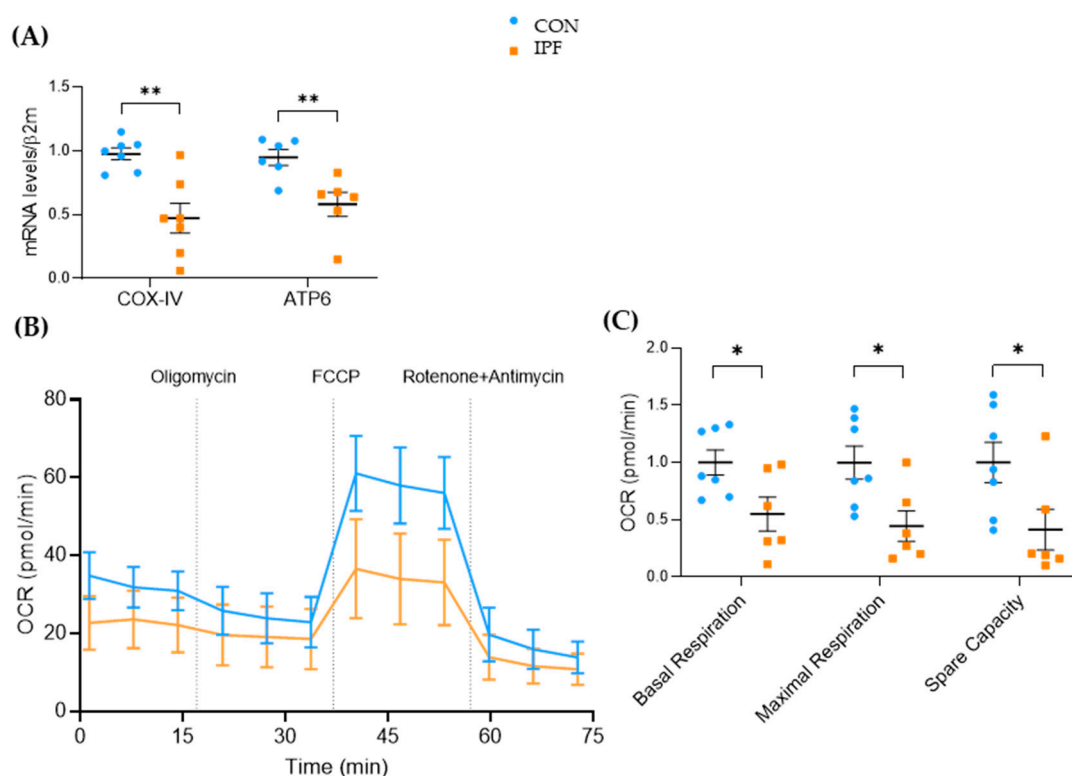 (A)
CON
IPF
** **
1.5
1.0
0.5
0.0
mRNA levels/β2m
COX-IV ATP6
(B)
Oligomycin FCCP Rotenone+Antimycin
80
60
40
20
0
OCR (pmol/min)
0 15 30 45 60 75
Time (min)
(C)
* * *
2.0
1.5
1.0
0.5
0.0
OCR (pmol/min)
Basal Respiration
Maximal Respiration
Spare Capacity